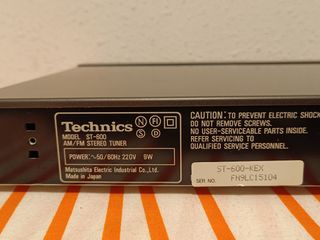 Technics
N F
S D
MODEL ST-600
AM/FM STEREO TUNER
POWER: ~50/60Hz 220V 9W
Matsushita Electric Industrial Co., Ltd.
Made in Japan
CAUTION: TO PREVENT ELECTRIC SHOCK
DO NOT REMOVE SCREWS.
NO USER-SERVICEABLE PARTS INSIDE.
REFER SERVICING TO
QUALIFIED SERVICE PERSONNEL.
ST-600-KEX
SER NO. FN9LC15104